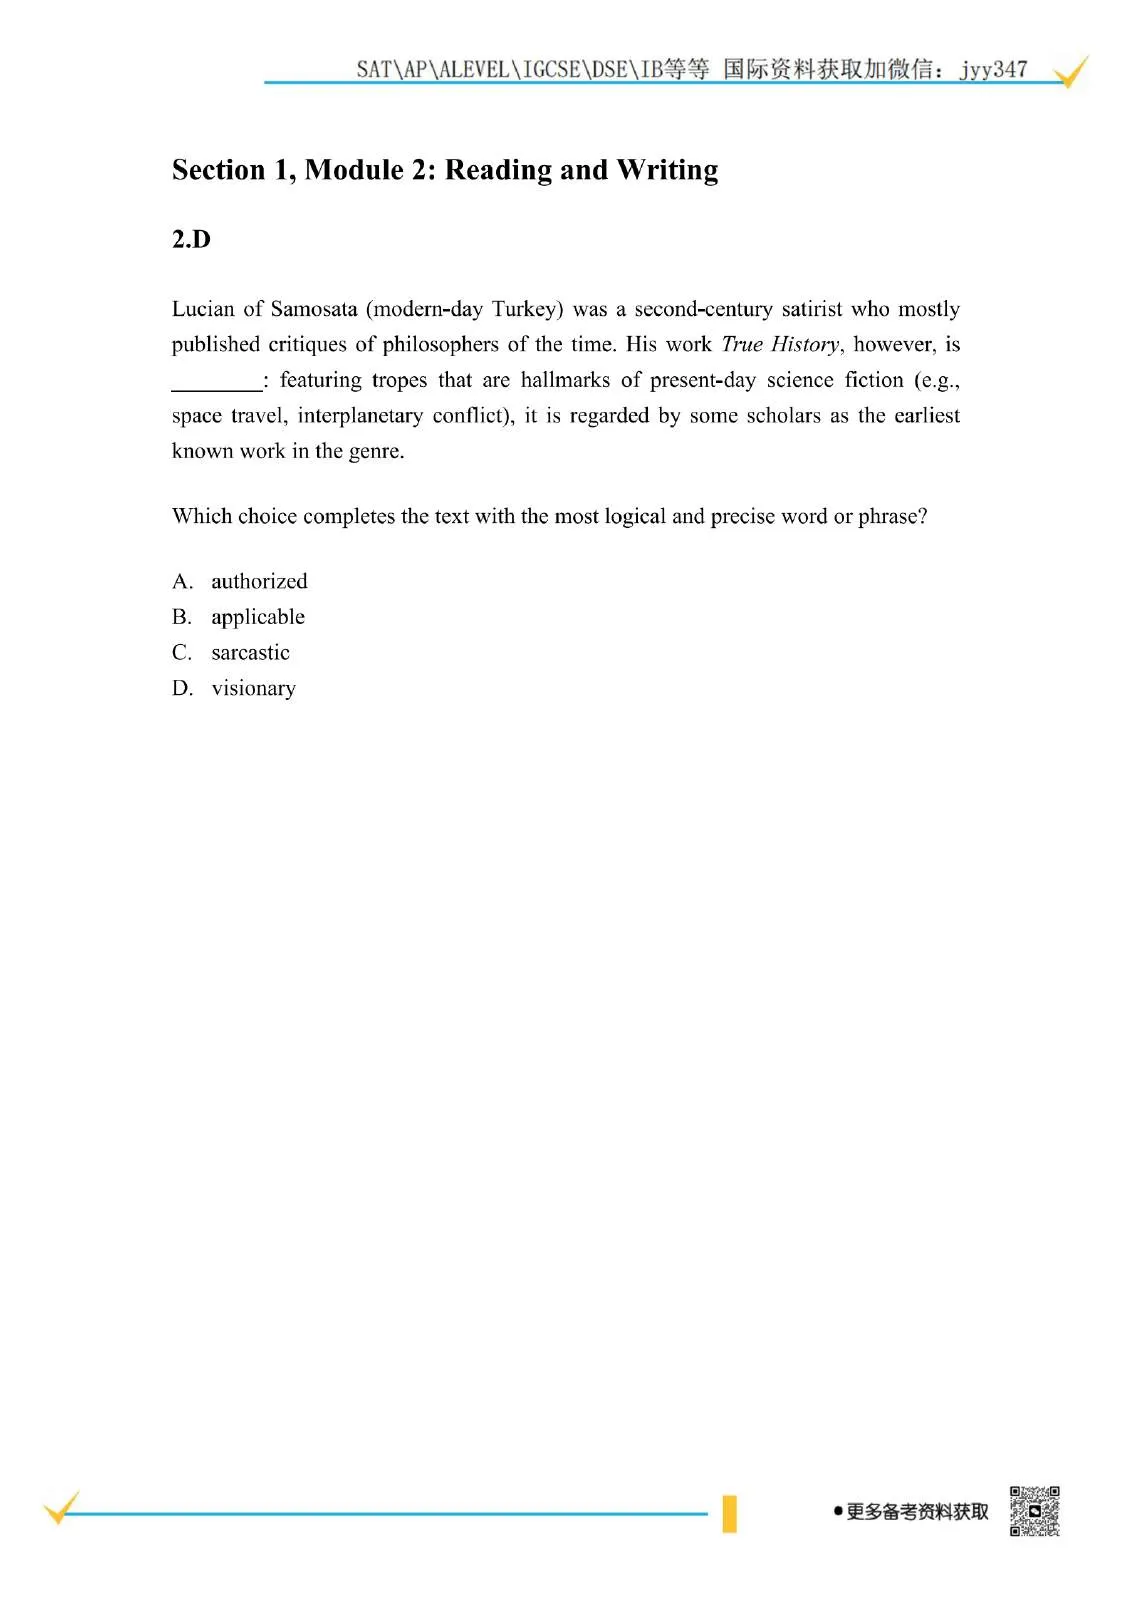 SAT\AP\ALEVEL\IGCSE\DSE\IB等等 国际资料获取加微信：jyy347
Section 1, Module 2: Reading and Writing
2.D
Lucian of Samosata (modern-day Turkey) was a second-century satirist who mostly
published critiques of philosophers of the time. His work True History, however, is
________: featuring tropes that are hallmarks of present-day science fiction (e.g.,
space travel, interplanetary conflict), it is regarded by some scholars as the earliest
known work in the genre.
Which choice completes the text with the most logical and precise word or phrase?
A. authorized
B. applicable
C. sarcastic
D. visionary
•更多备考资料获取